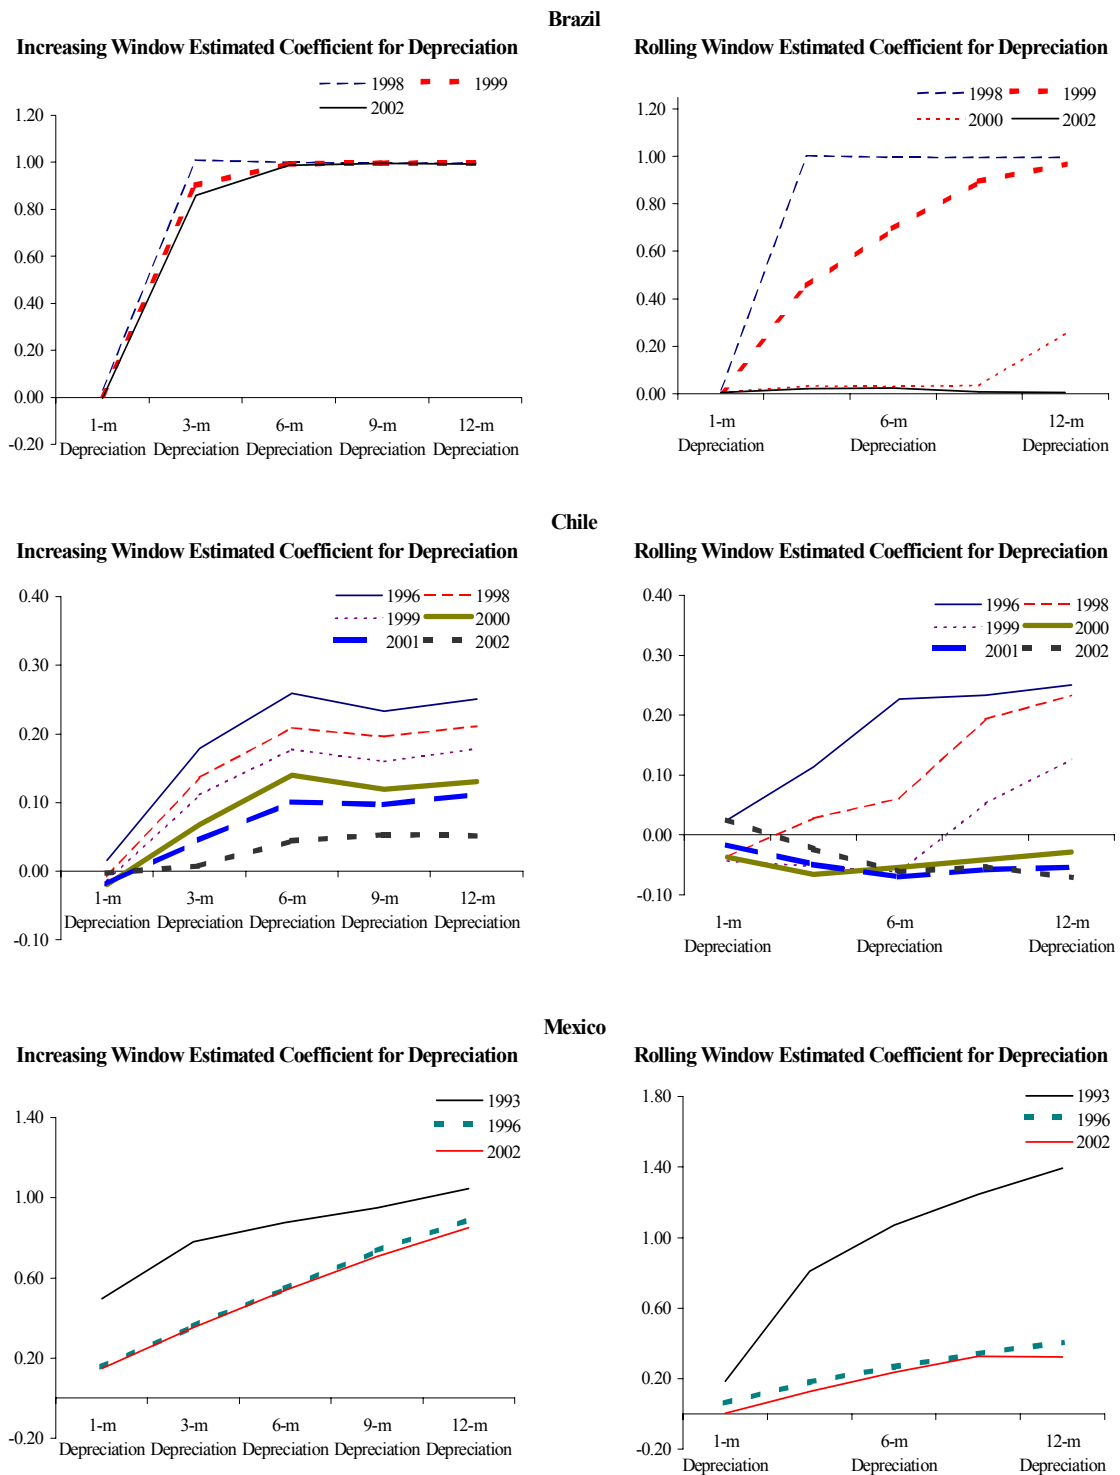 Brazil
Increasing Window Estimated Coefficient for Depreciation
1998 1999
2002
1.20
1.00
0.80
0.60
0.40
0.20
0.00
-0.20
1-m 3-m 6-m 9-m 12-m
Depreciation Depreciation Depreciation Depreciation Depreciation
Rolling Window Estimated Coefficient for Depreciation
1998 1999
2000 2002
1.20
1.00
0.80
0.60
0.40
0.20
0.00
1-m 6-m 12-m
Depreciation Depreciation Depreciation
Chile
Increasing Window Estimated Coefficient for Depreciation
1996 1998
1999 2000
2001 2002
0.40
0.30
0.20
0.10
0.00
-0.10
1-m 3-m 6-m 9-m 12-m
Depreciation Depreciation Depreciation Depreciation Depreciation
Rolling Window Estimated Coefficient for Depreciation
1996 1998
1999 2000
2001 2002
0.40
0.30
0.20
0.10
0.00
-0.10
1-m 6-m 12-m
Depreciation Depreciation Depreciation
Mexico
Increasing Window Estimated Coefficient for Depreciation
1993
1996
2002
1.40
1.00
0.60
0.20
-0.20
1-m 3-m 6-m 9-m 12-m
Depreciation Depreciation Depreciation Depreciation Depreciation
Rolling Window Estimated Coefficient for Depreciation
1993
1996
2002
1.80
1.40
1.00
0.60
0.20
-0.20
1-m 6-m 12-m
Depreciation Depreciation Depreciation